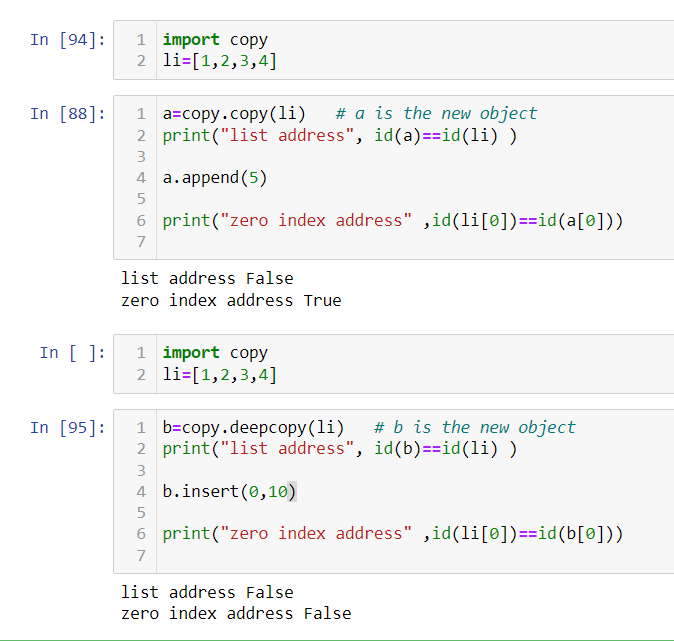 In [94]:
1 import copy
2 li=[1,2,3,4]
In [88]:
1 a=copy.copy(li)   # a is the new object
2 print("list address", id(a)==id(li) )
3
4 a.append(5)
5
6 print("zero index address" ,id(li[0])==id(a[0]))
7
list address False
zero index address True
In [ ]:
1 import copy
2 li=[1,2,3,4]
In [95]:
1 b=copy.deepcopy(li)   # b is the new object
2 print("list address", id(b)==id(li) )
3
4 b.insert(0,10)
5
6 print("zero index address" ,id(li[0])==id(b[0]))
7
list address False
zero index address False